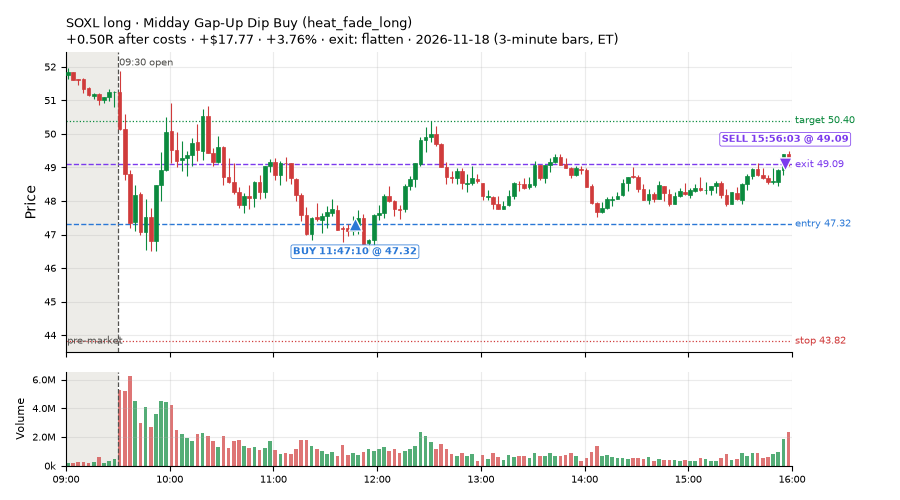 SOXL long · Midday Gap-Up Dip Buy (heat_fade_long)
+0.50R after costs · +$17.77 · +3.76% · exit: flatten · 2026-11-18 (3-minute bars, ET)
09:30 open
52
51
50
49
48
47
46
45
44
Price
target 50.40
SELL 15:56:03 @ 49.09
exit 49.09
entry 47.32
BUY 11:47:10 @ 47.32
pre-market
stop 43.82
6.0M
4.0M
2.0M
0k
Volume
09:00
10:00
11:00
12:00
13:00
14:00
15:00
16:00